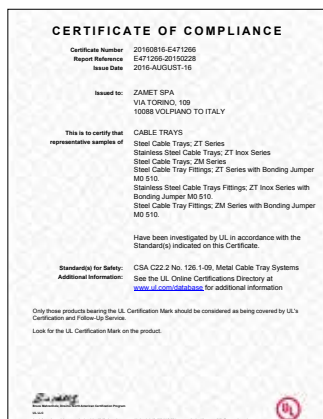 CERTIFICATE OF COMPLIANCE
Certificate Number 20160816-E471266
Report Reference E471266-20150228
Issue Date 2016-AUGUST-16
Issued to: ZAMET SPA
VIA TORINO, 109
10088 VOLPIANO TO ITALY
This is to certify that CABLE TRAYS
representative samples of Steel Cable Trays; ZT Series
Stainless Steel Cable Trays; ZT Inox Series
Steel Cable Trays; ZM Series
Steel Cable Tray Fittings; ZT Series with Bonding Jumper
M0 510.
Stainless Steel Cable Trays Fittings; ZT Inox Series with
Bonding Jumper M0 510.
Steel Cable Tray Fittings; ZM Series with Bonding Jumper
M0 510.
Have been investigated by UL in accordance with the
Standard(s) indicated on this Certificate.
Standard(s) for Safety: CSA C22.2 No. 126.1-09, Metal Cable Tray Systems
Additional Information: See the UL Online Certifications Directory at
www.ul.com/database for additional information
Only those products bearing the UL Certification Mark should be considered as being covered by UL's
Certification and Follow-Up Service.
Look for the UL Certification Mark on the product.
UL